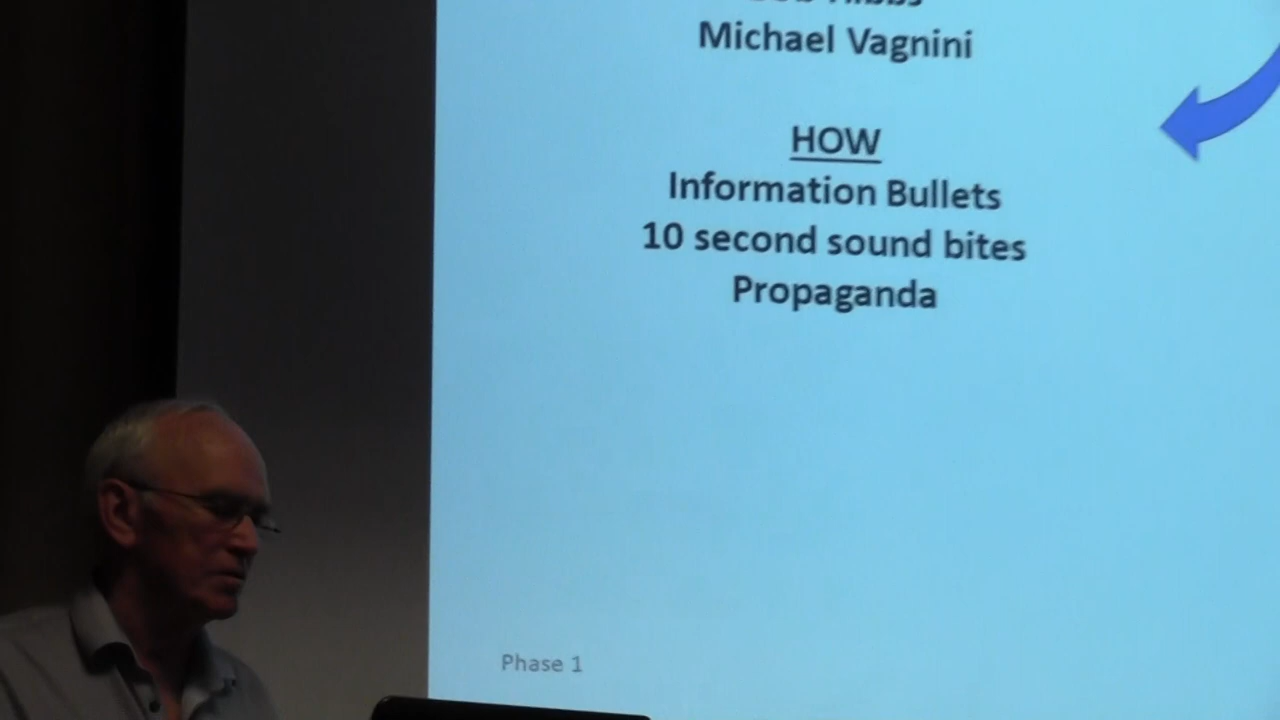 Michael Vagnini
HOW
Information Bullets
10 second sound bites
Propaganda
Phase 1